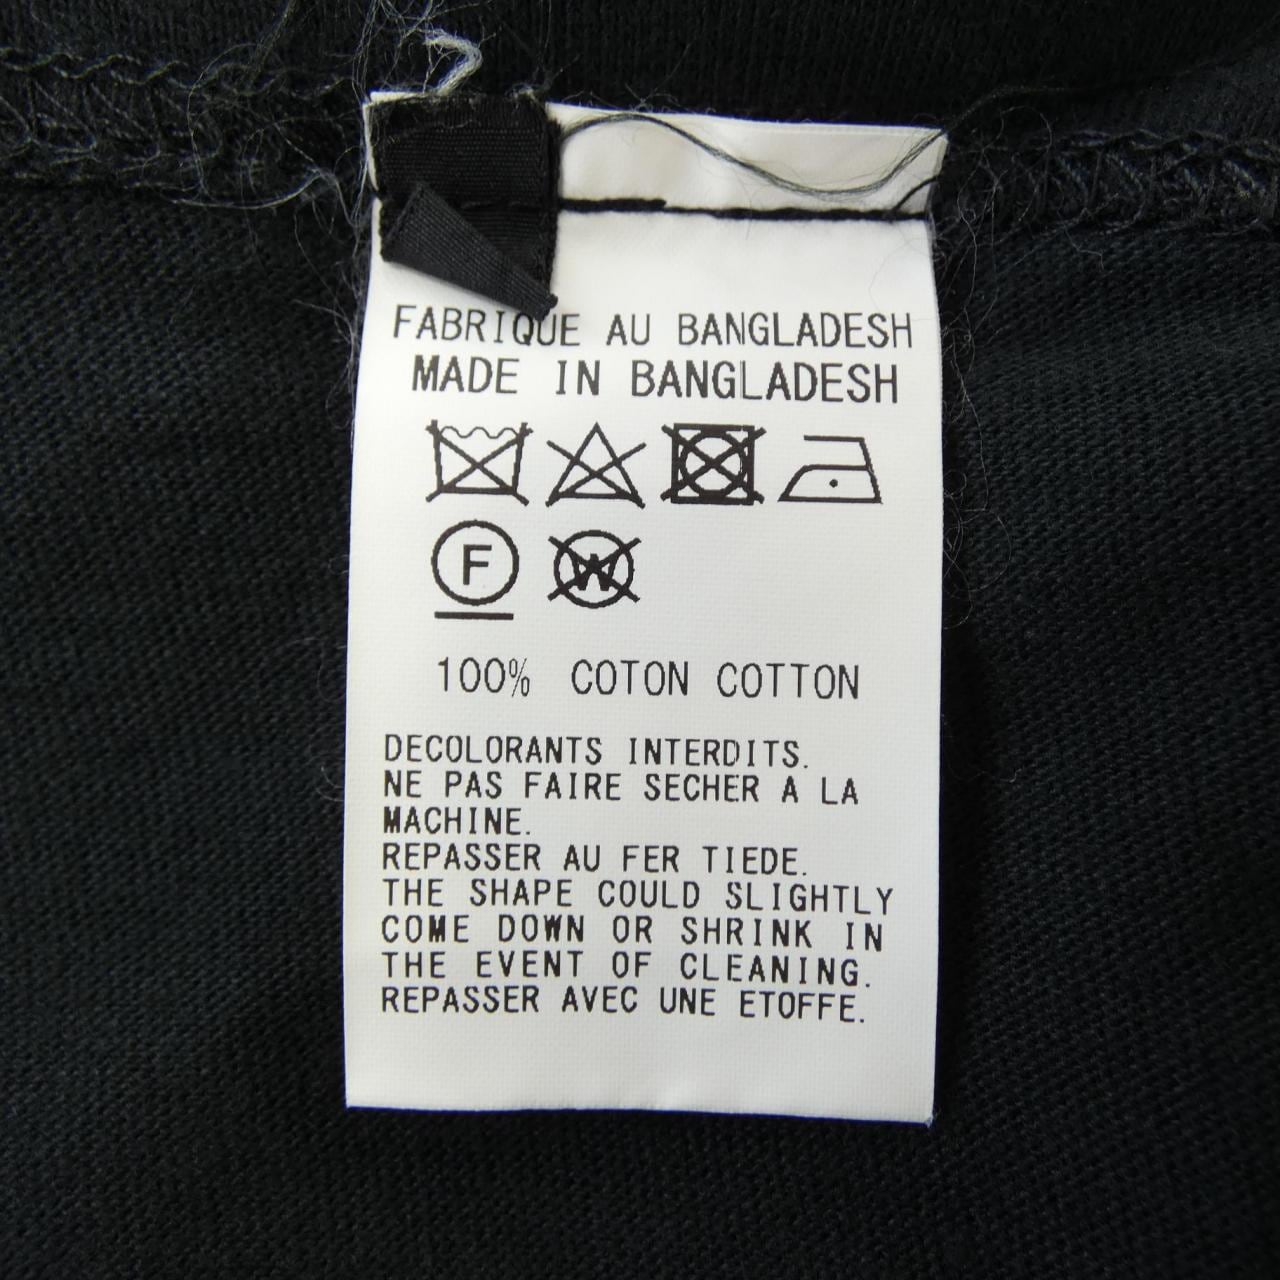 FABRIQUE AU BANGLADESH
MADE IN BANGLADESH
F W
100% COTON COTTON
DECOLORANTS INTERDITS.
NE PAS FAIRE SECHER A LA
MACHINE.
REPASSER AU FER TIEDE.
THE SHAPE COULD SLIGHTLY
COME DOWN OR SHRINK IN
THE EVENT OF CLEANING.
REPASSER AVEC UNE ETOFFE.